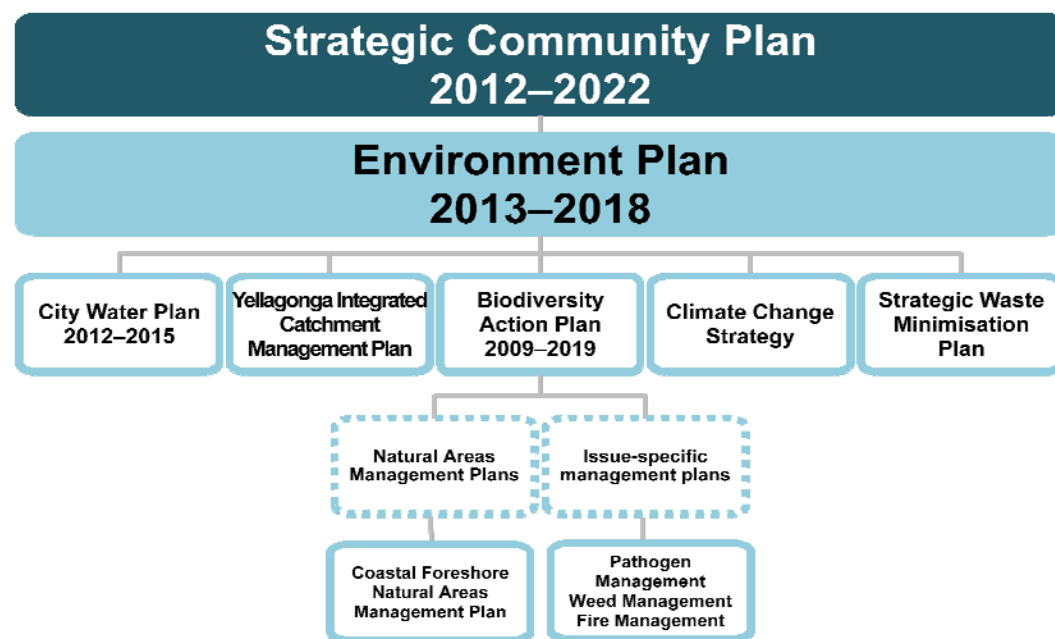 Strategic Community Plan
2012–2022
Environment Plan
2013–2018
City Water Plan
2012–2015
Yellagonga Integrated
Catchment
Management Plan
Biodiversity
Action Plan
2009–2019
Climate Change
Strategy
Strategic Waste
Minimisation
Plan
Natural Areas
Management Plans
Issue-specific
management plans
Coastal Foreshore
Natural Areas
Management Plan
Pathogen
Management
Weed Management
Fire Management